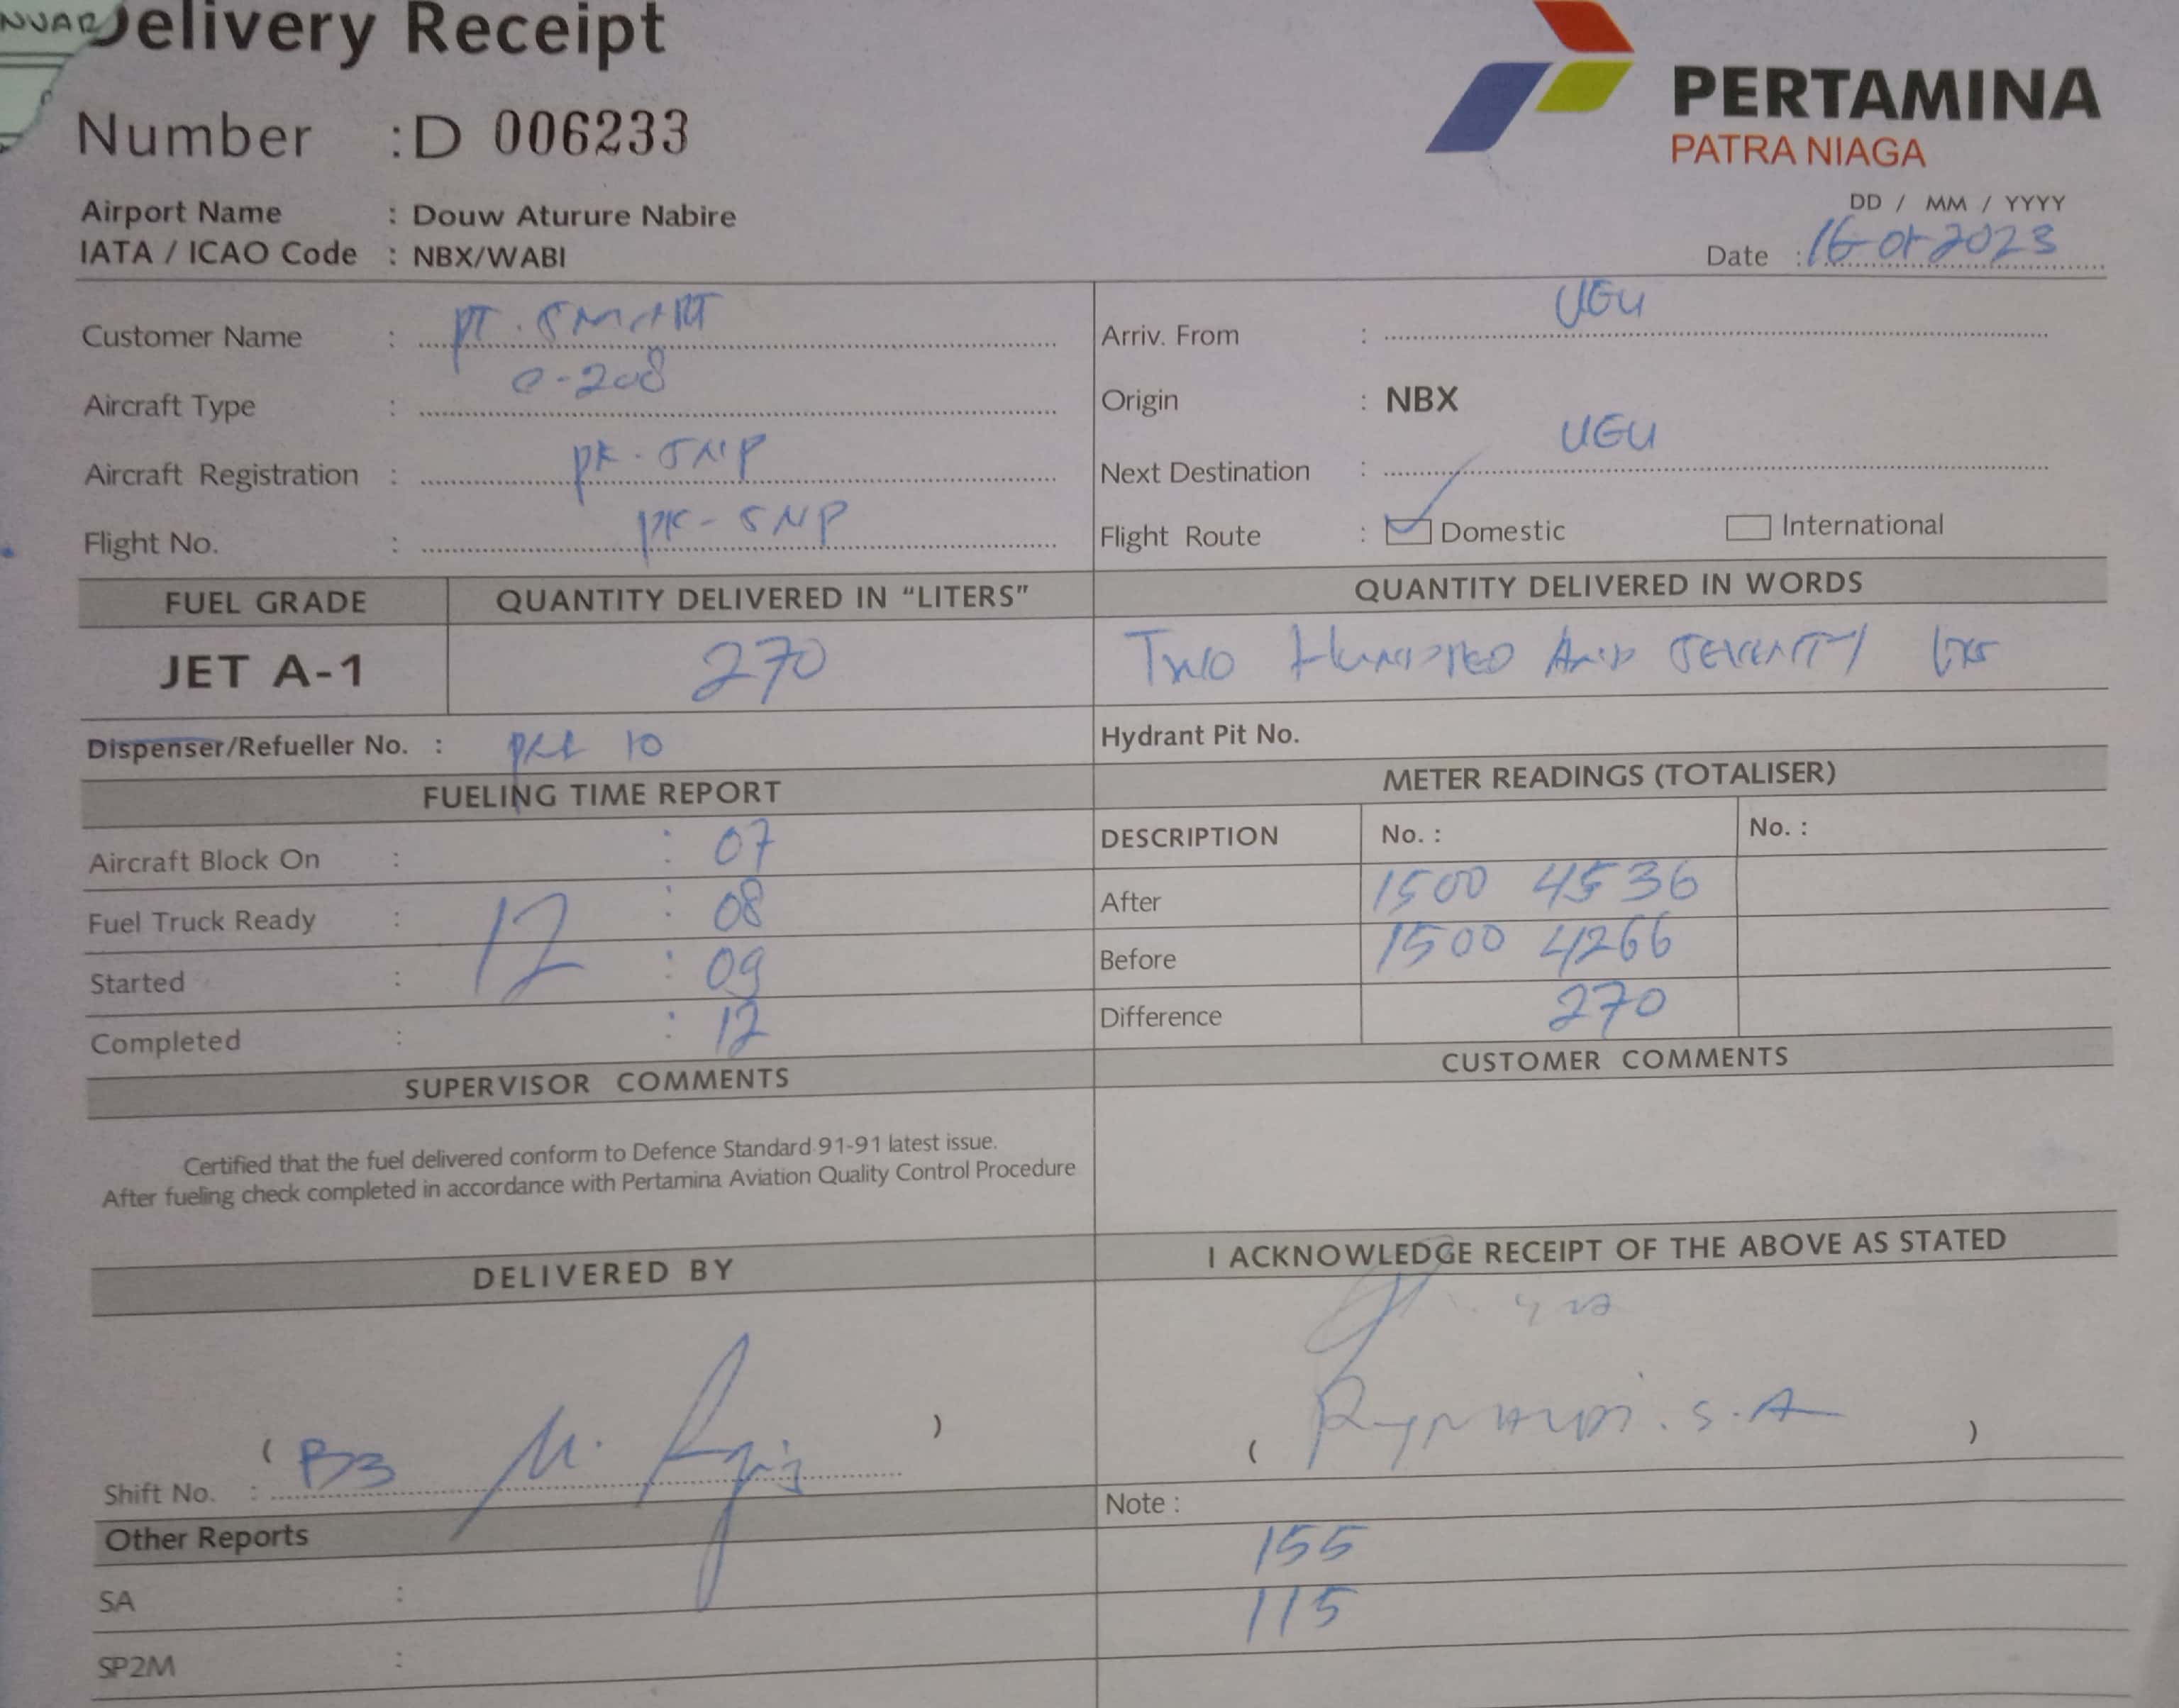 Delivery Receipt
PERTAMINA
PATRA NIAGA
Number : D 006233
Airport Name : Douw Aturure Nabire
IATA / ICAO Code : NBX/WABI
DD / MM / YYYY
Date : 16 01 2023
Customer Name : PT. SMART
Aircraft Type : C-208
Aircraft Registration : PK-SNP
Flight No. : PK-SNP
Arriv. From : UGU
Origin : NBX
Next Destination : UGU
Flight Route : Domestic International
FUEL GRADE QUANTITY DELIVERED IN “LITERS” QUANTITY DELIVERED IN WORDS
JET A-1 270 TWO HUNDRED AND SEVENTY LTRS
Dispenser/Refueller No. : 10
Hydrant Pit No.
FUELING TIME REPORT
Aircraft Block On : : 07
Fuel Truck Ready : 12 : 08
Started : : 09
Completed : : 12
METER READINGS (TOTALISER)
DESCRIPTION No. : No. :
After 1500 4536
Before 1500 4266
Difference 270
SUPERVISOR COMMENTS
Certified that the fuel delivered conform to Defence Standard 91-91 latest issue.
After fueling check completed in accordance with Pertamina Aviation Quality Control Procedure
CUSTOMER COMMENTS
DELIVERED BY
( )
Shift No. : B3
I ACKNOWLEDGE RECEIPT OF THE ABOVE AS STATED
( S.A )
Other Reports
SA :
SP2M :
Note :
155
115